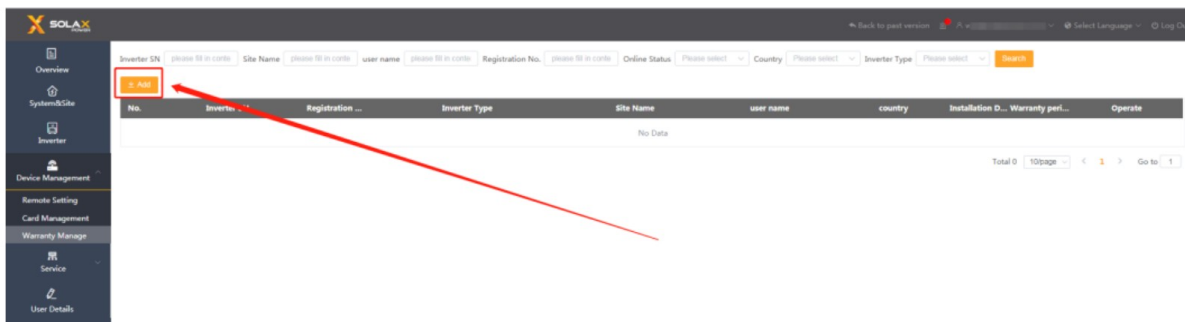 SOLAX
POWER
Back to past version
Select Language
Log Ou
Overview
System&Site
Inverter
Device Management
Remote Setting
Card Management
Warranty Manage
Service
User Details
Inverter SN please fill in conte Site Name please fill in conte user name please fill in conte Registration No. please fill in conte Online Status Please select Country Please select Inverter Type Please select Search
Add
No. Inverter Registration ... Inverter Type Site Name user name country Installation D... Warranty peri... Operate
No Data
Total 0 10/page < 1 > Go to 1